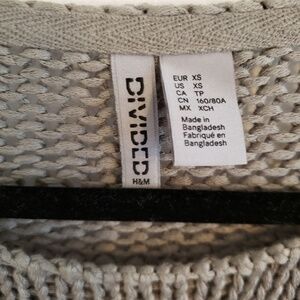 DIVIDED
H&M
EUR XS
US XS
CA TP
CN 160/80A
MX XCH
Made in
Bangladesh
Fabriqué en
Bangladesh